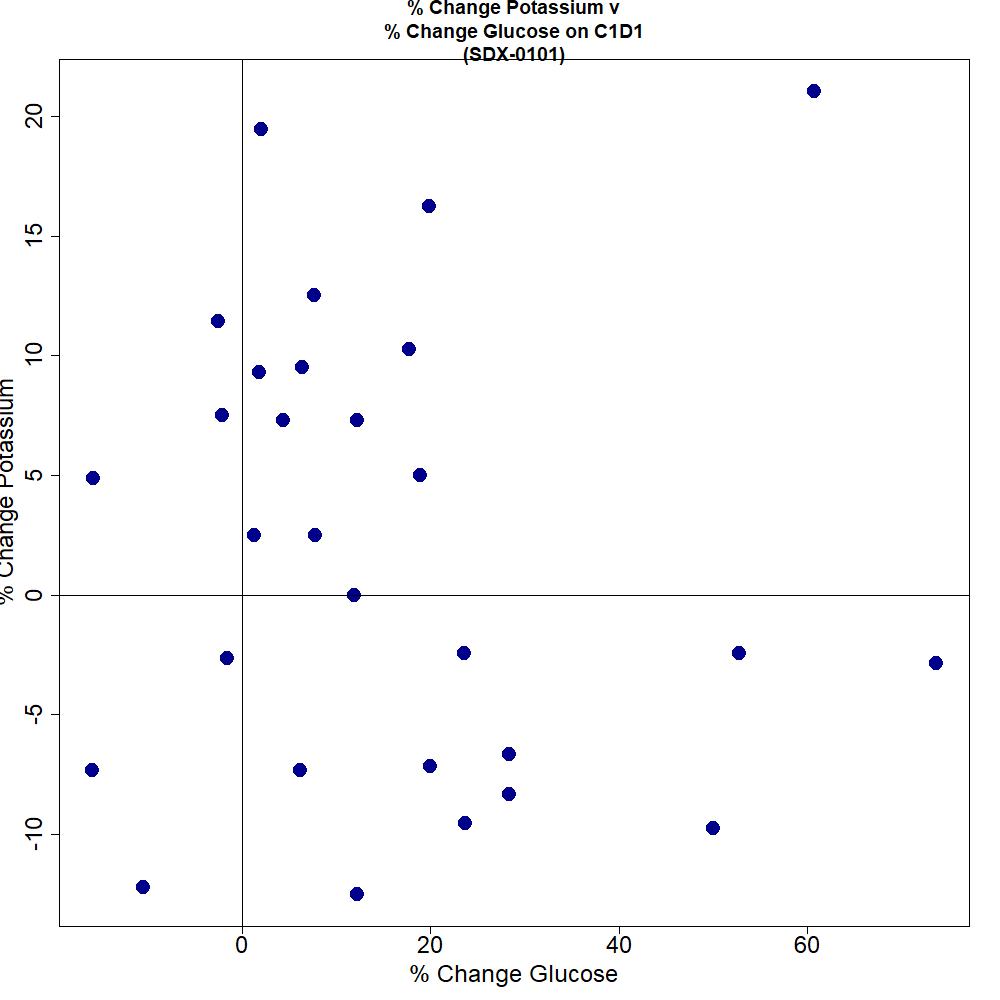 % Change Potassium v
% Change Glucose on C1D1
(SDX-0101)
% Change Potassium
20
15
10
5
0
-5
-10
0
20
40
60
% Change Glucose